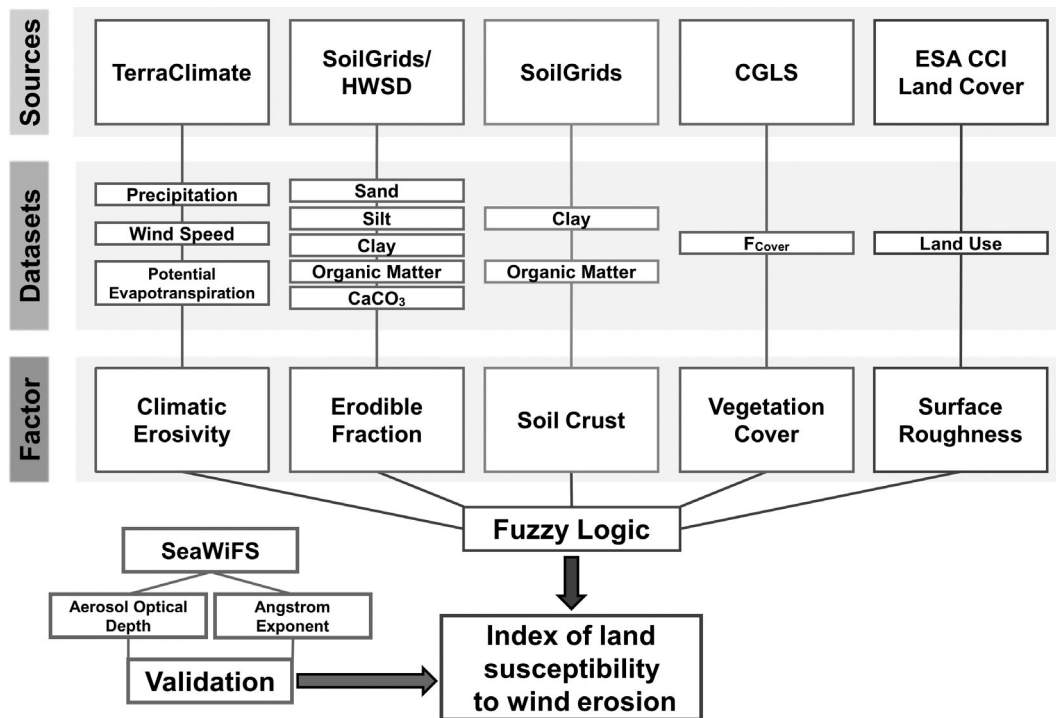 Sources
TerraClimate
SoilGrids/
HWSD
SoilGrids
CGLS
ESA CCI
Land Cover
Datasets
Precipitation
Wind Speed
Potential
Evapotranspiration
Sand
Silt
Clay
Organic Matter
CaCO₃
Clay
Organic Matter
FCover
Land Use
Factor
Climatic
Erosivity
Erodible
Fraction
Soil Crust
Vegetation
Cover
Surface
Roughness
Fuzzy Logic
SeaWiFS
Aerosol Optical
Depth
Angstrom
Exponent
Validation
Index of land
susceptibility
to wind erosion